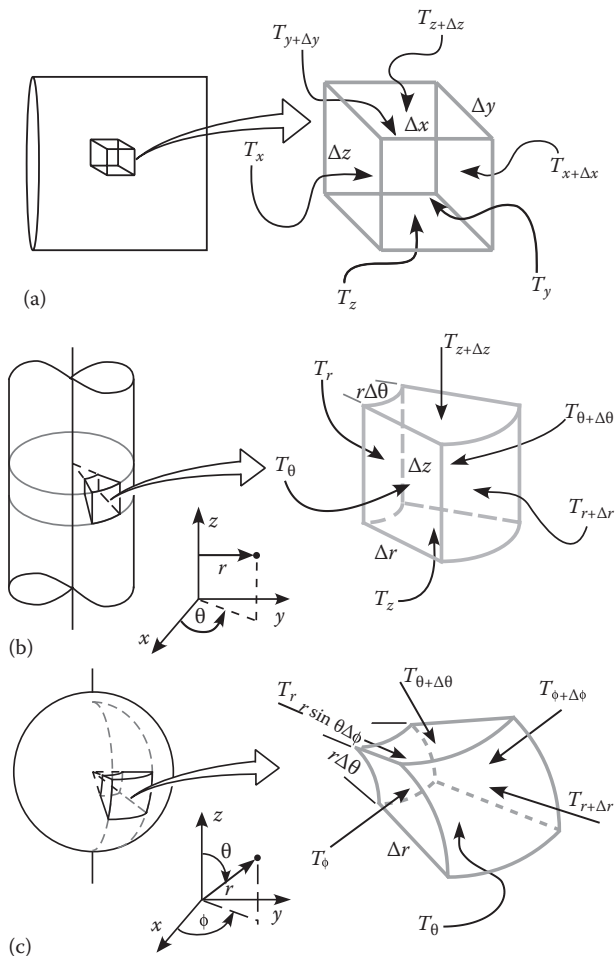 T_{z+Δz}
T_{y+Δy}
Δy
Δx
T_x
Δz
T_{x+Δx}
T_z
T_y
(a)
T_{z+Δz}
T_r
rΔθ
T_{θ+Δθ}
T_θ
Δz
T_{r+Δr}
z
Δr
r
T_z
θ
y
x
(b)
T_r
r sin θΔϕ
T_{θ+Δθ}
T_{ϕ+Δϕ}
rΔθ
T_{r+Δr}
z
T_ϕ
Δr
θ
r
ϕ
y
x
T_θ
(c)